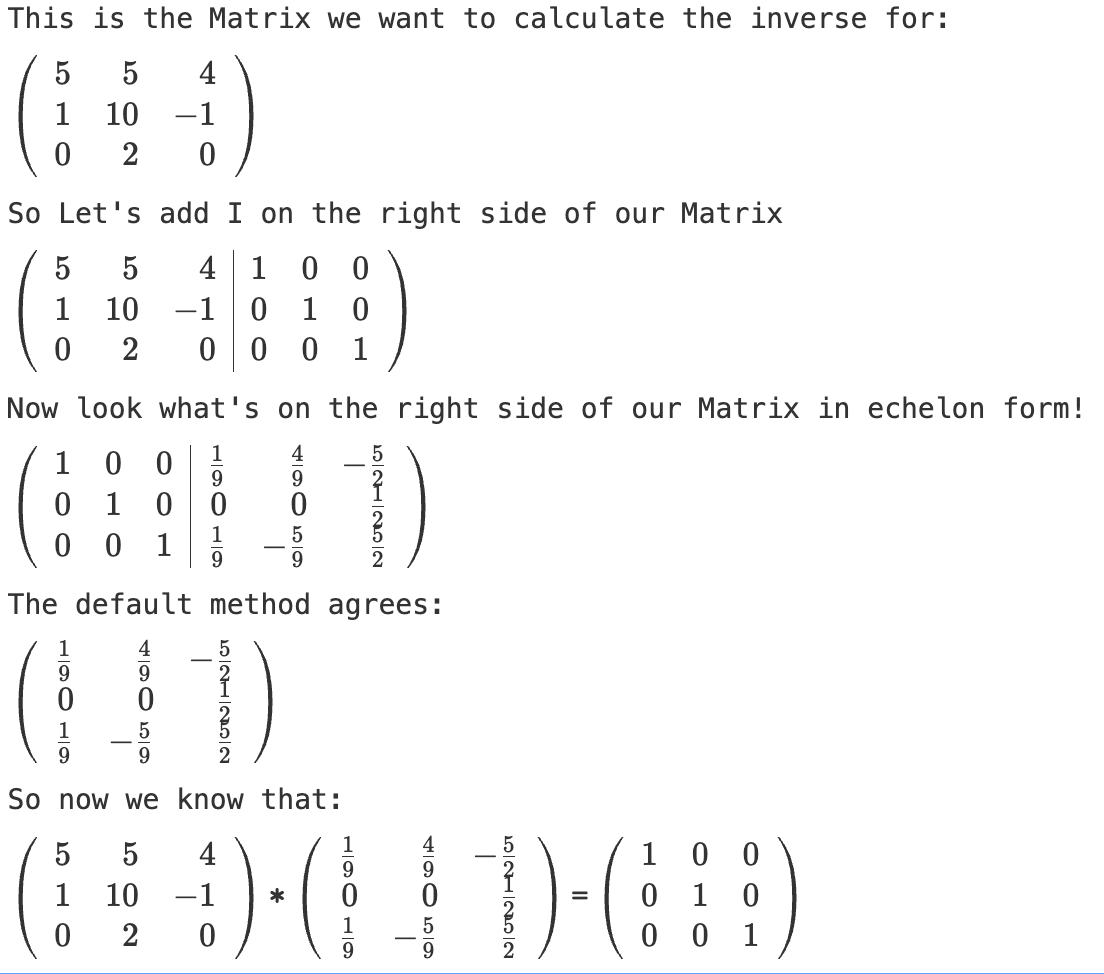 This is the Matrix we want to calculate the inverse for:
5 5 4
1 10 −1
0 2 0
So Let's add I on the right side of our Matrix
5 5 4 | 1 0 0
1 10 −1 | 0 1 0
0 2 0 | 0 0 1
Now look what's on the right side of our Matrix in echelon form!
1 0 0 | 1/9 4/9 −5/2
0 1 0 | 0 0 1/2
0 0 1 | 1/9 −5/9 5/2
The default method agrees:
1/9 4/9 −5/2
0 0 1/2
1/9 −5/9 5/2
So now we know that:
5 5 4 1/9 4/9 −5/2 1 0 0
1 10 −1 * 0 0 1/2 = 0 1 0
0 2 0 1/9 −5/9 5/2 0 0 1